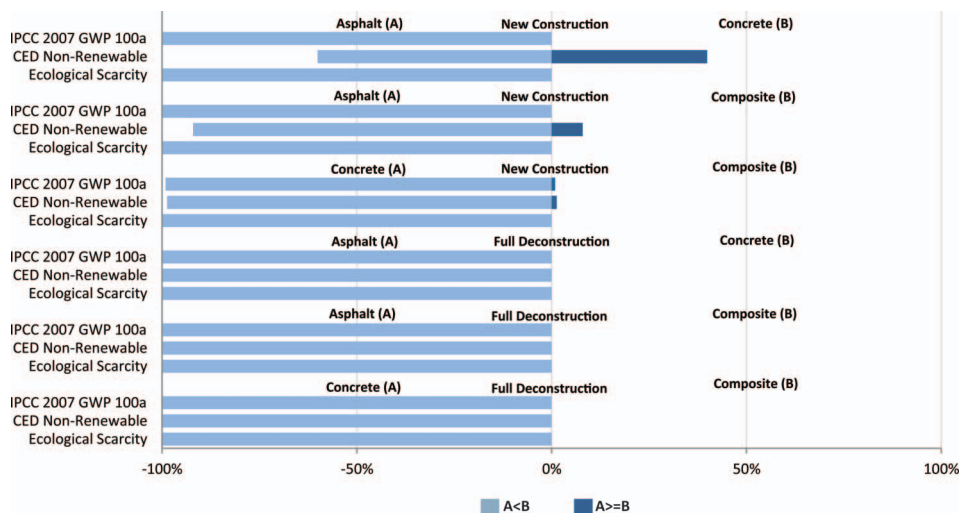 Asphalt (A) New Construction Concrete (B)
IPCC 2007 GWP 100a
CED Non-Renewable
Ecological Scarcity
Asphalt (A) New Construction Composite (B)
IPCC 2007 GWP 100a
CED Non-Renewable
Ecological Scarcity
Concrete (A) New Construction Composite (B)
IPCC 2007 GWP 100a
CED Non-Renewable
Ecological Scarcity
Asphalt (A) Full Deconstruction Concrete (B)
IPCC 2007 GWP 100a
CED Non-Renewable
Ecological Scarcity
Asphalt (A) Full Deconstruction Composite (B)
IPCC 2007 GWP 100a
CED Non-Renewable
Ecological Scarcity
Concrete (A) Full Deconstruction Composite (B)
IPCC 2007 GWP 100a
CED Non-Renewable
Ecological Scarcity
-100% -50% 0% 50% 100%
A<B A>=B